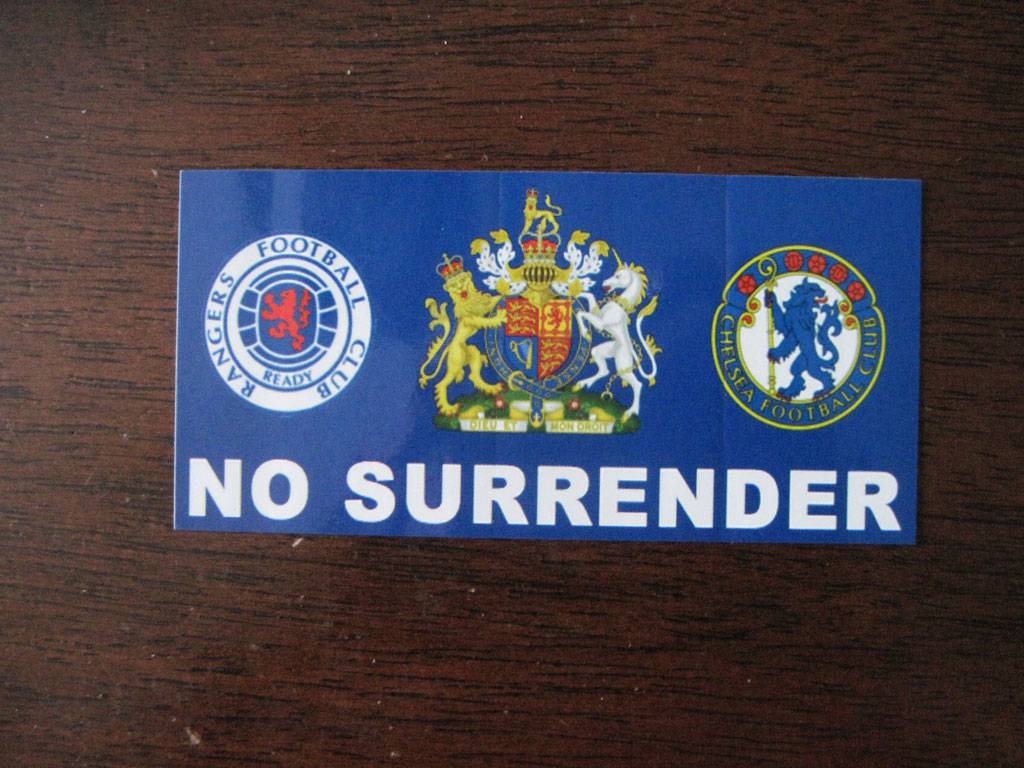 RANGERS FOOTBALL CLUB
READY
DIEU ET MON DROIT
CHELSEA FOOTBALL CLUB
NO SURRENDER